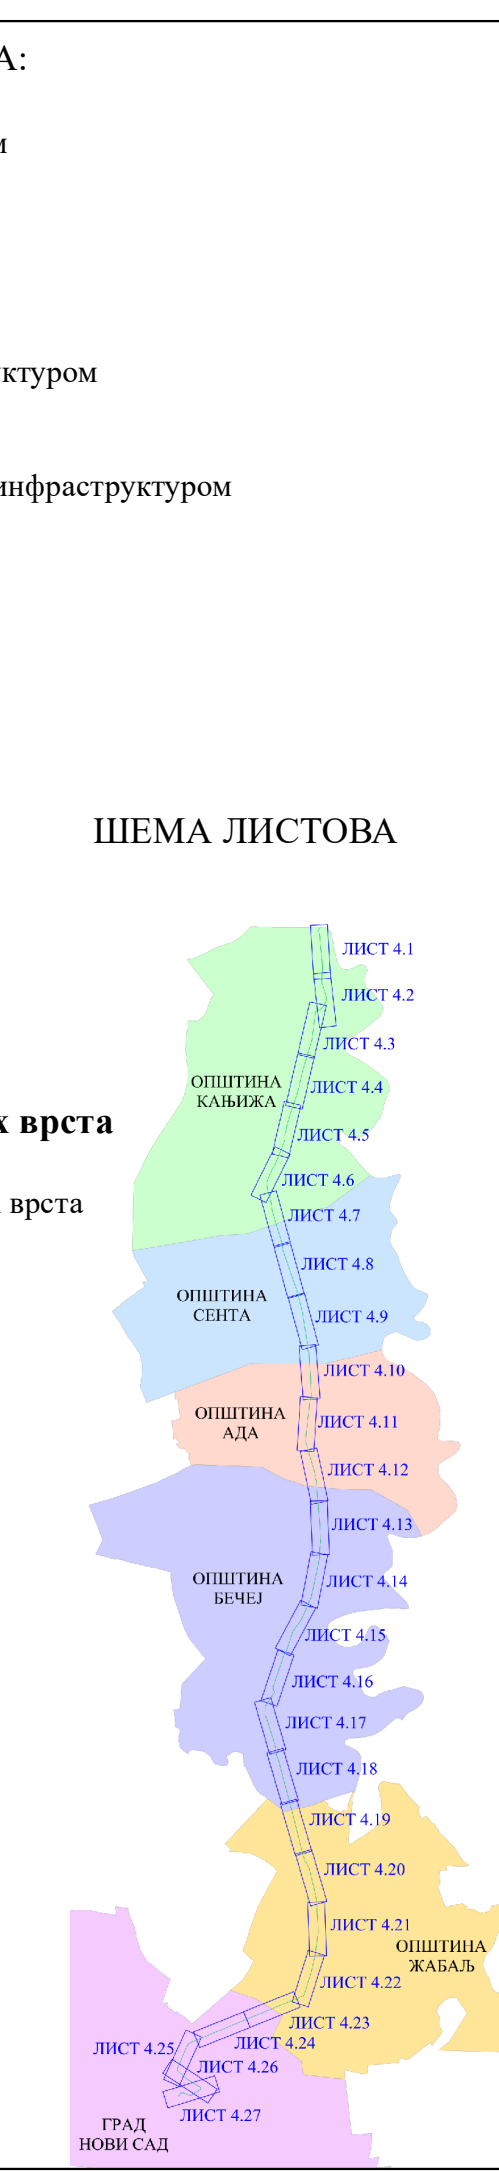 А:
м
ктуром
инфраструктуром
ШЕМА ЛИСТОВА
ЛИСТ 4.1
ЛИСТ 4.2
ЛИСТ 4.3
ОПШТИНА
КАЊИЖА
ЛИСТ 4.4
х врста
ЛИСТ 4.5
ЛИСТ 4.6
врста
ЛИСТ 4.7
ЛИСТ 4.8
ОПШТИНА
СЕНТА
ЛИСТ 4.9
ЛИСТ 4.10
ОПШТИНА
АДА
ЛИСТ 4.11
ЛИСТ 4.12
ЛИСТ 4.13
ОПШТИНА
БЕЧЕЈ
ЛИСТ 4.14
ЛИСТ 4.15
ЛИСТ 4.16
ЛИСТ 4.17
ЛИСТ 4.18
ЛИСТ 4.19
ЛИСТ 4.20
ЛИСТ 4.21
ОПШТИНА
ЖАБАЉ
ЛИСТ 4.22
ЛИСТ 4.23
ЛИСТ 4.24
ЛИСТ 4.25
ЛИСТ 4.26
ЛИСТ 4.27
ГРАД
НОВИ САД